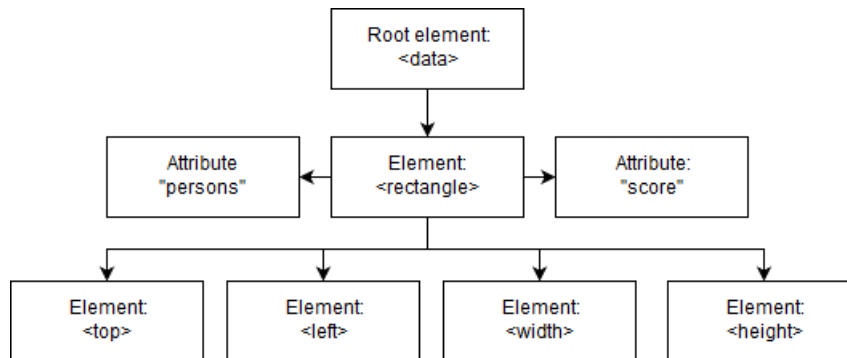 Root element:
<data>
Attribute
"persons"
Element:
<rectangle>
Attribute:
"score"
Element:
<top>
Element:
<left>
Element:
<width>
Element:
<height>